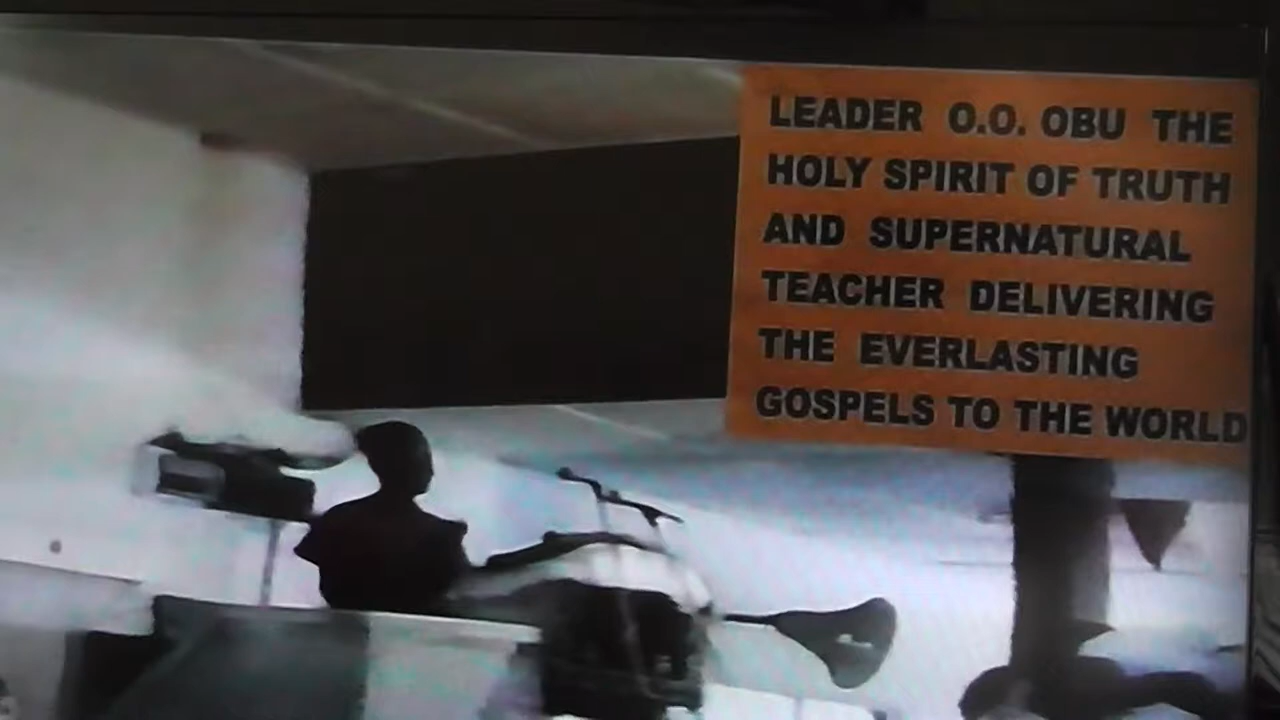 LEADER O.O. OBU THE
HOLY SPIRIT OF TRUTH
AND SUPERNATURAL
TEACHER DELIVERING
THE EVERLASTING
GOSPELS TO THE WORLD